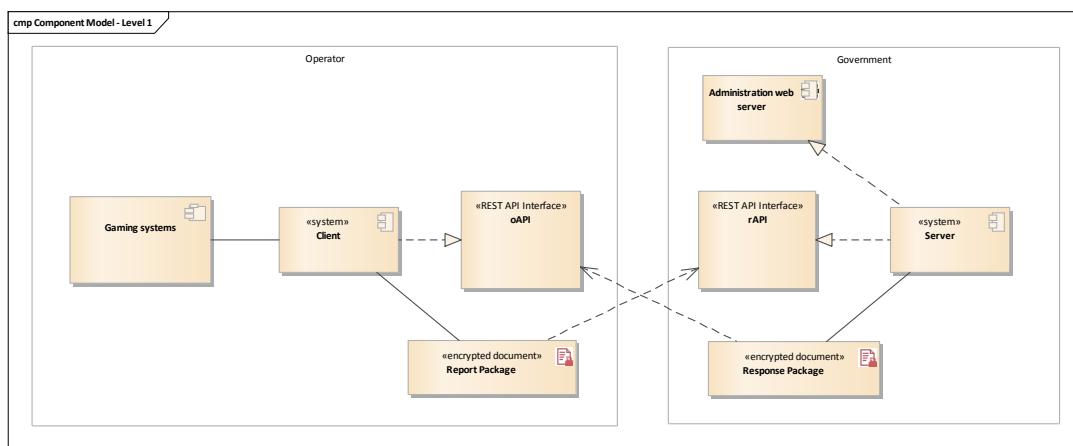 cmp Component Model - Level 1
Operator
Government
Administration web
server
Gaming systems
«system»
Client
«REST API Interface»
oAPI
«REST API Interface»
rAPI
«system»
Server
«encrypted document»
Report Package
«encrypted document»
Response Package